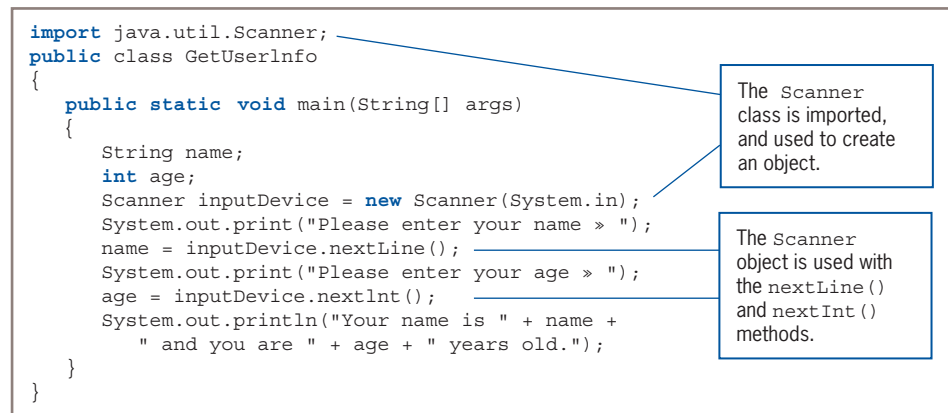 import java.util.Scanner;
public class GetUserInfo
{
public static void main(String[] args)
{
String name;
int age;
Scanner inputDevice = new Scanner(System.in);
System.out.print("Please enter your name » ");
name = inputDevice.nextLine();
System.out.print("Please enter your age » ");
age = inputDevice.nextlnt();
System.out.println("Your name is " + name +
" and you are " + age + " years old.");
}
}
The Scanner
class is imported,
and used to create
an object.
The Scanner
object is used with
the nextLine()
and nextInt()
methods.